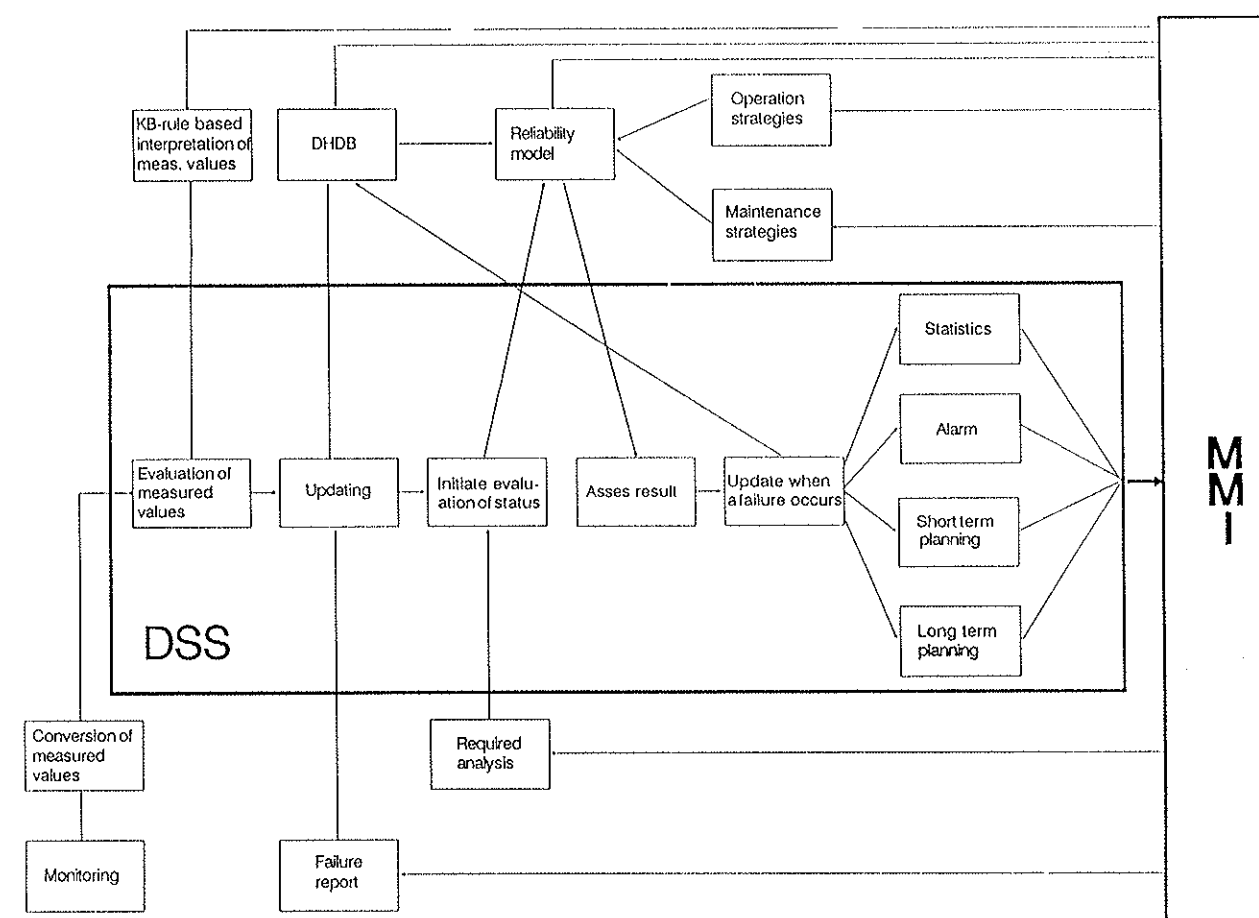 KB-rule based
interpretation of
meas. values
DHDB
Reliability
model
Operation
strategies
Maintenance
strategies
Statistics
Alarm
Short term
planning
Long term
planning
Evaluation of
measured
values
Updating
Initiate evalu-
ation of status
Asses result
Update when
a failure occurs
DSS
M
M
I
Conversion of
measured
values
Required
analysis
Monitoring
Failure
report